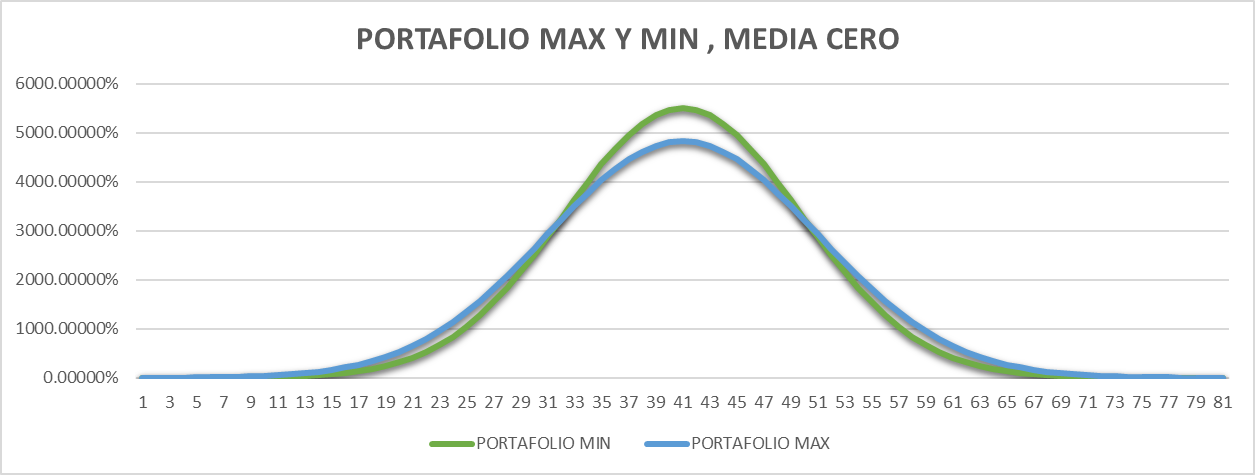 PORTAFOLIO MAX Y MIN , MEDIA CERO
6000.00000%
5000.00000%
4000.00000%
3000.00000%
2000.00000%
1000.00000%
0.00000%
1 3 5 7 9 11 13 15 17 19 21 23 25 27 29 31 33 35 37 39 41 43 45 47 49 51 53 55 57 59 61 63 65 67 69 71 73 75 77 79 81
PORTAFOLIO MIN PORTAFOLIO MAX